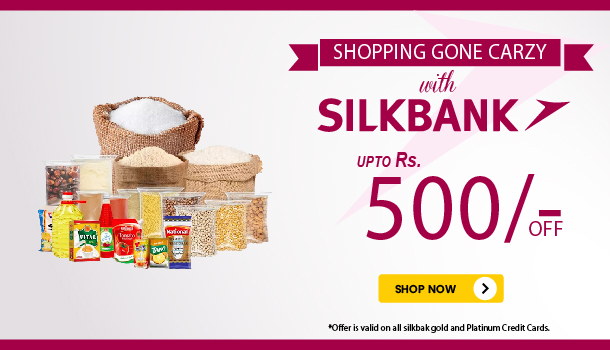 SHOPPING GONE CARZY
with
SILKBANK
UPTO Rs.
500/-
OFF
National
SHOP NOW
*Offer is valid on all silkbak gold and Platinum Credit Cards.